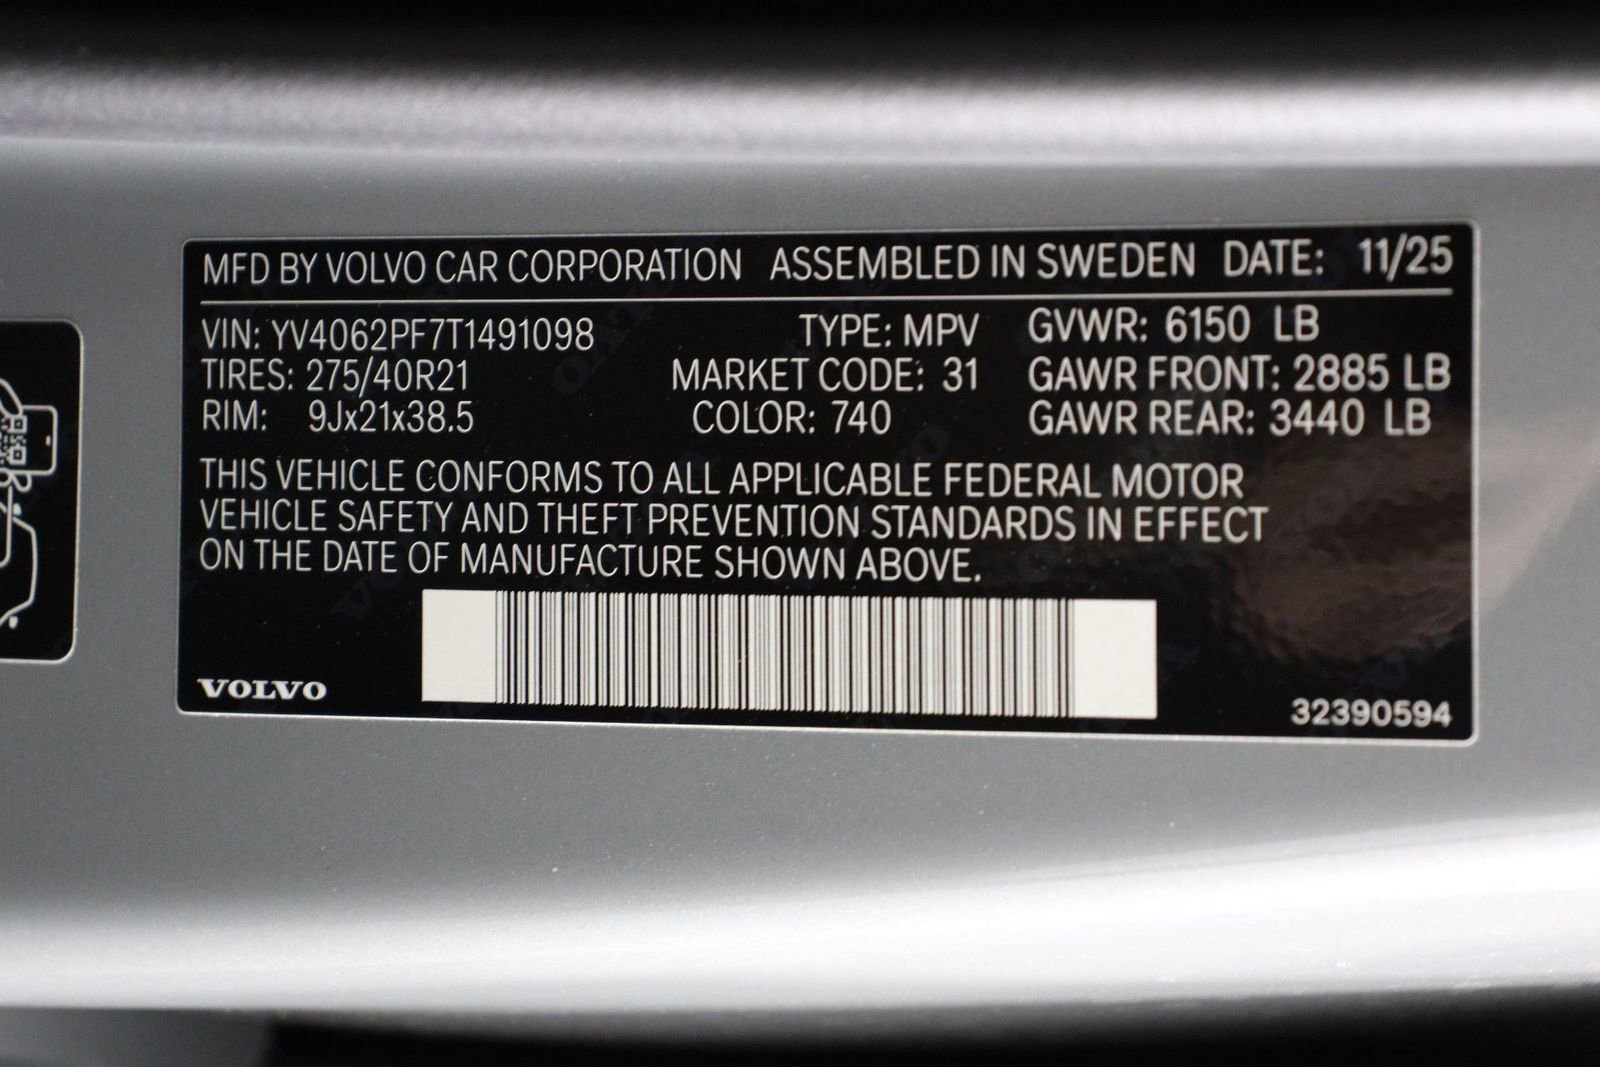 MFD BY VOLVO CAR CORPORATION ASSEMBLED IN SWEDEN DATE: 11/25
VIN: YV4062PF7T1491098 TYPE: MPV GVWR: 6150 LB
TIRES: 275/40R21 MARKET CODE: 31 GAWR FRONT: 2885 LB
RIM: 9Jx21x38.5 COLOR: 740 GAWR REAR: 3440 LB
THIS VEHICLE CONFORMS TO ALL APPLICABLE FEDERAL MOTOR
VEHICLE SAFETY AND THEFT PREVENTION STANDARDS IN EFFECT
ON THE DATE OF MANUFACTURE SHOWN ABOVE.
VOLVO 32390594